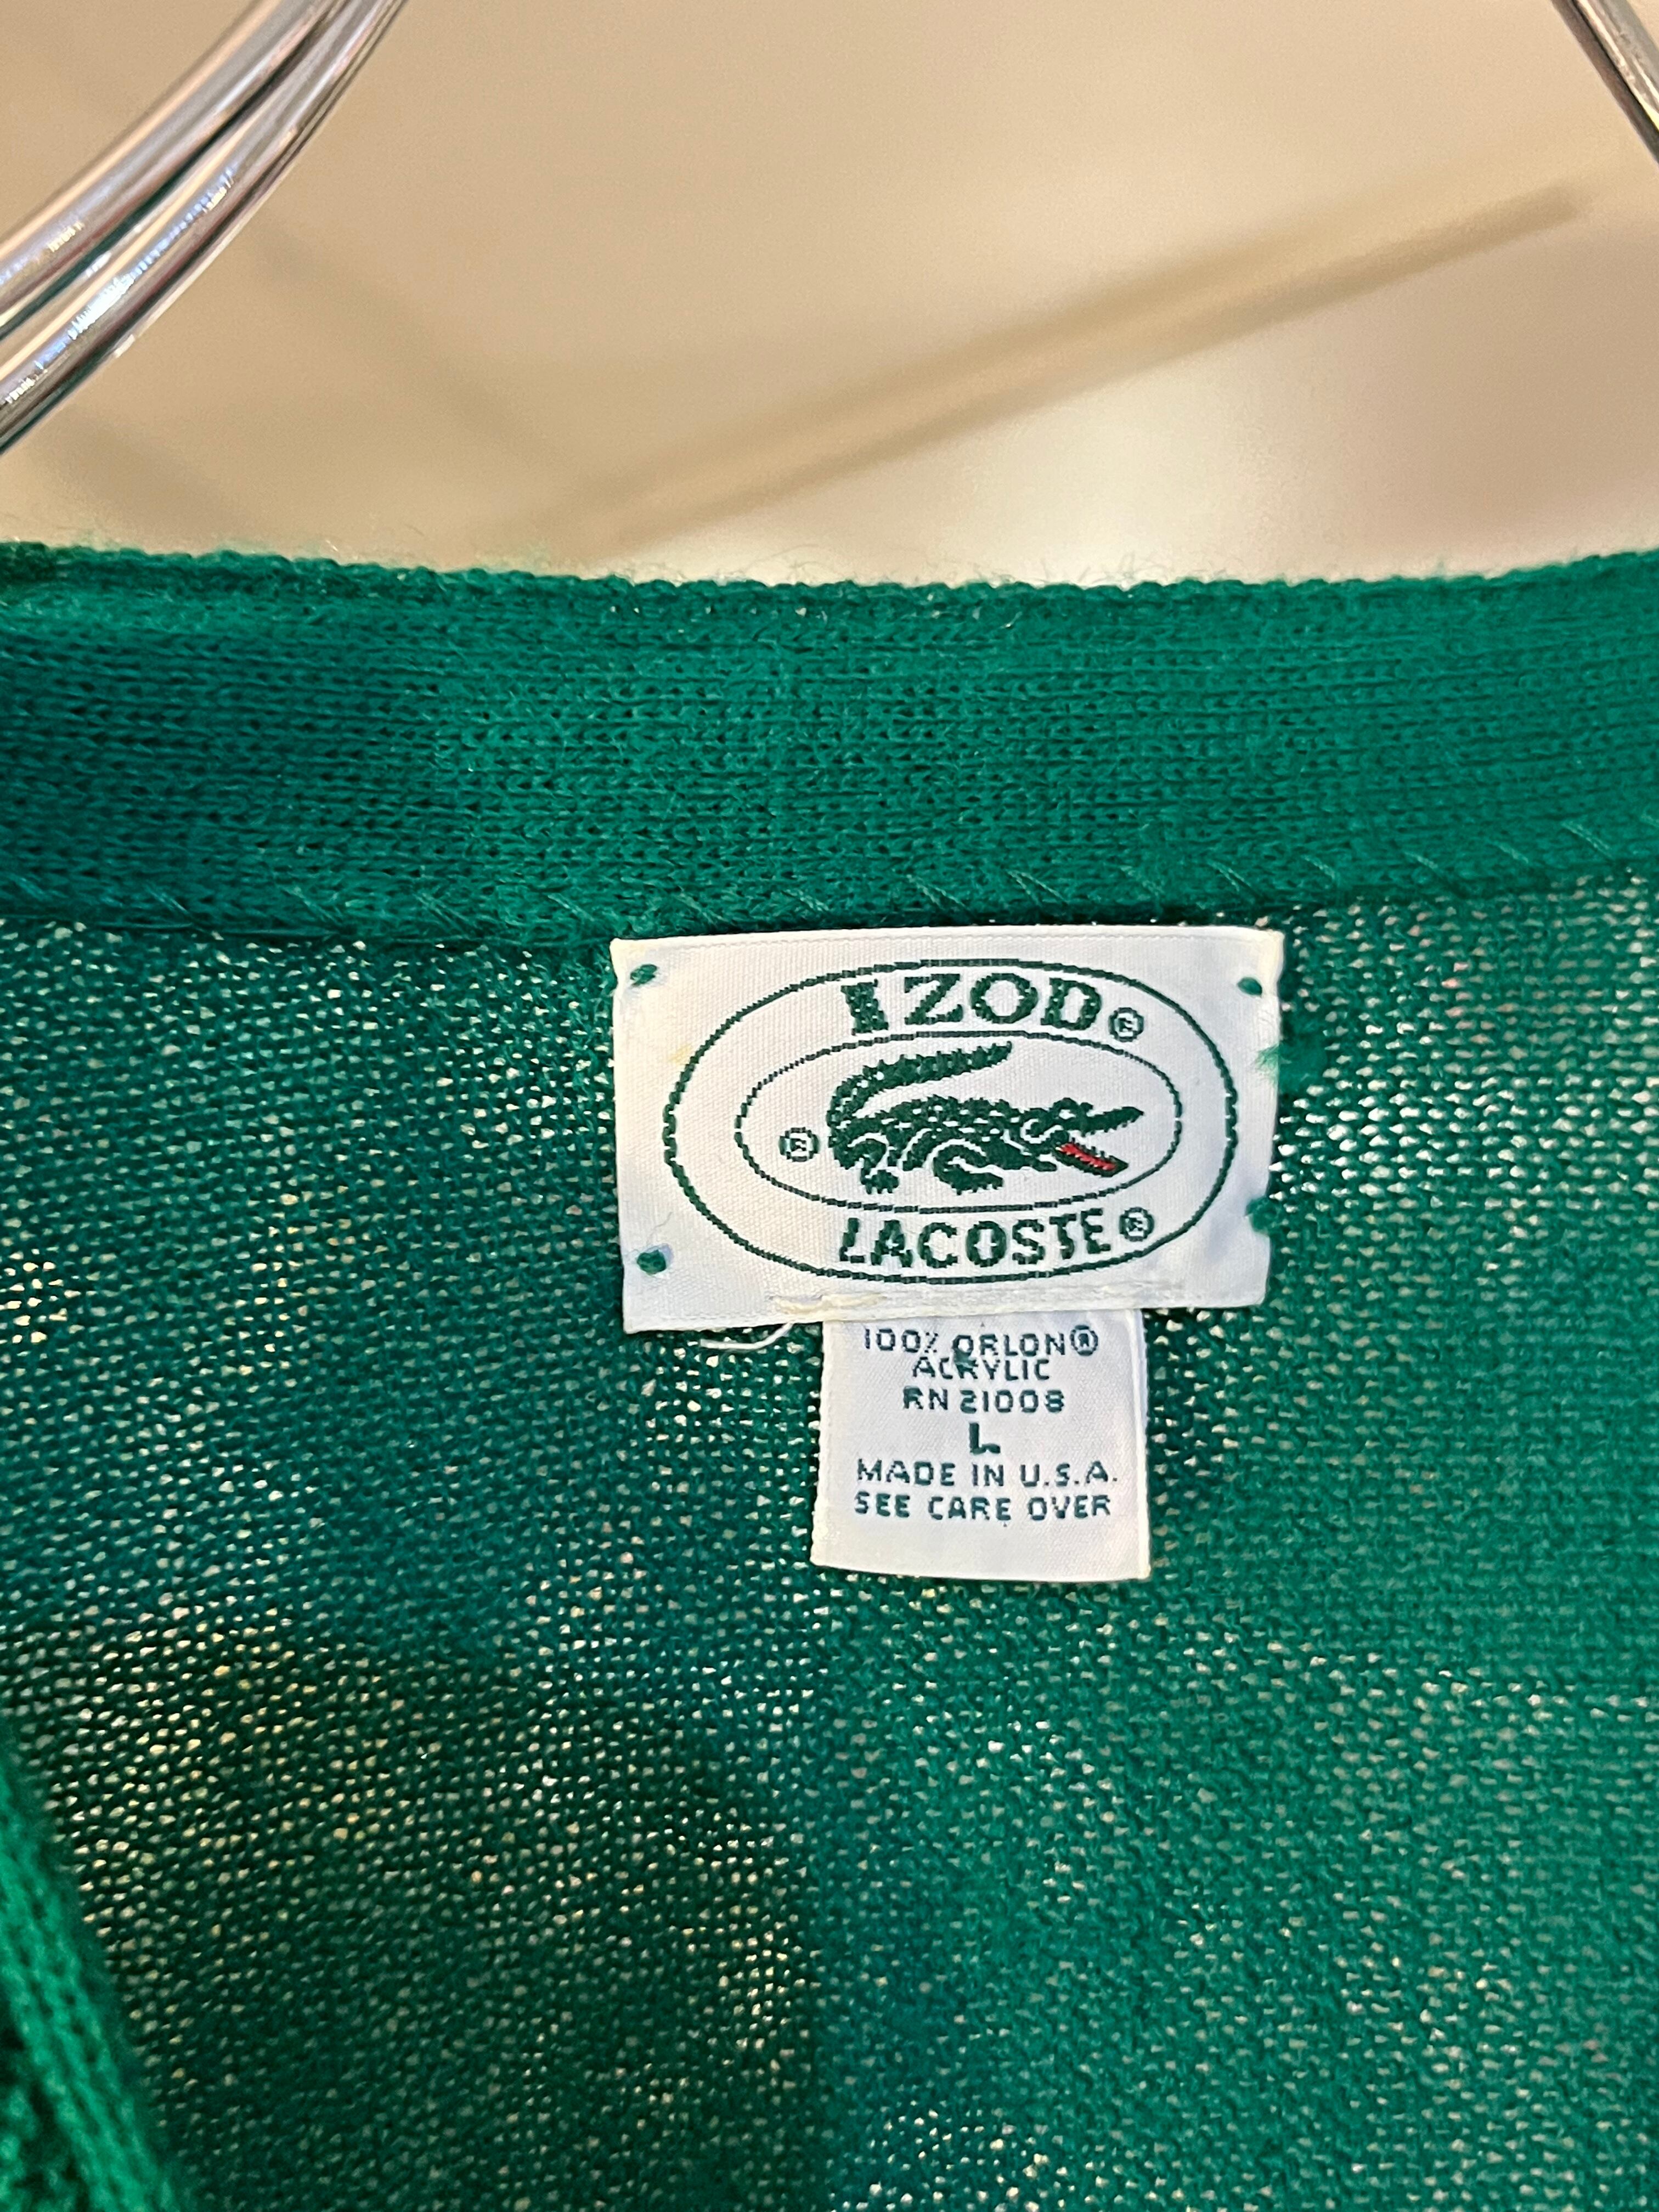 IZOD®
®
LACOSTE®
100% ORLON®
ACRYLIC
RN 21008
L
MADE IN U.S.A.
SEE CARE OVER